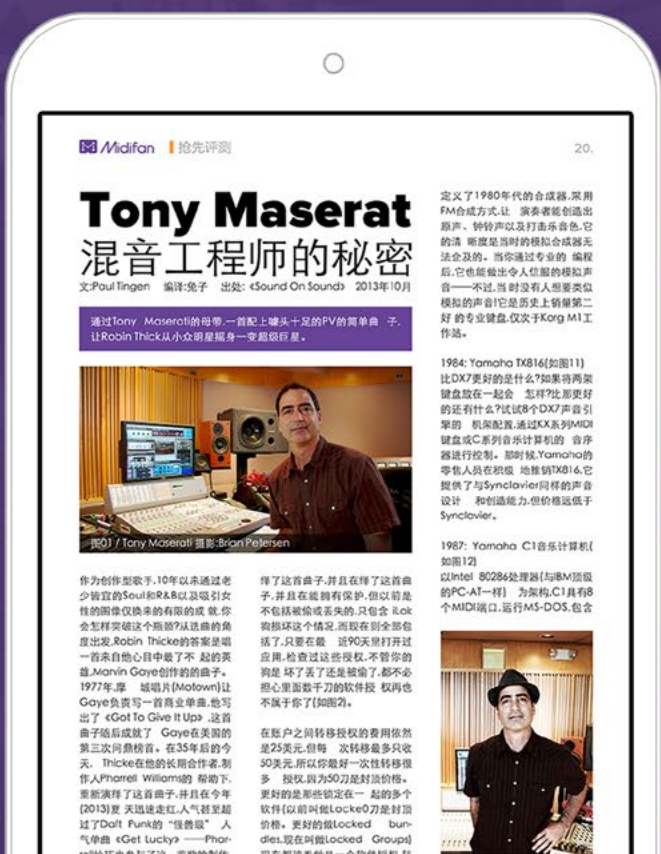 Midifan
抢先评测
20.
Tony Maserat
混音工程师的秘密
文:Paul Tingen 编译:兔子 出处:《Sound On Sound》 2013年10月
通过Tony Maserati的母带,一首配上噱头十足的PV的简单曲 子,
让Robin Thick从小众明星摇身一变超级巨星。
图01 / Tony Maserati 摄影:Brian Petersen
作为创作型歌手,10年以来通过老
少皆宜的Soul和R&B以及吸引女
性的图像仅换来的有限的成 就,你
会怎样突破这个瓶颈?从选曲的角
度出发,Robin Thicke的答案是唱
一首来自他心目中最了不 起的英
雄,Marvin Gaye创作的的曲子。
1977年,摩 城唱片(Motown)让
Gaye负责写一首商业单曲,他写
出了《Got To Give It Up》,这首
曲子随后成就了 Gaye在美国的
第三次问鼎榜首。在35年后的今
天, Thicke在他的长期合作者,制
作人Pharrell Williams的 帮助下,
重新演绎了这首曲子,并且在今年
(2013)夏 天迅速走红,人气甚至超
过了Daft Punk的“怪兽级” 人
气单曲《Get Lucky》——Phar-
绎了这首曲子,并且在绎了这首曲
子,并且在能拥有保护,但以前是
不包括被偷或丢失的,只包含 iLok
狗损坏这个情况,而现在则全部包
括了,只要在最 近90天里打开过
应用,检查过这些授权,不管你的
狗是 坏了丢了还是被偷了,都不必
担心里面数千刀的软件授 权再也
不属于你了(如图2)。
在账户之间转移授权的费用依然
是25美元,但每 次转移最多只收
50美元,所以你最好一次性转移很
多 授权,因为50刀是封顶价格。
更好的是那些锁定在一 起的多个
软件(以前叫做Locke0刀是封顶
价格。更好的做Locked bun-
dles,现在叫做Locked Groups)
定义了1980年代的合成器,采用
FM合成方式,让 演奏者能创造出
原声、钟铃声以及打击乐音色,它
的清 晰度是当时的模拟合成器无
法企及的。当你通过专业的 编程
后,它也能做出令人信服的模拟声
音——不过,当 时没有人想要类似
模拟的声音!它是历史上销量第二
好 的专业键盘,仅次于Korg M1工
作站。
1984: Yamaha TX816(如图11)
比DX7更好的是什么?如果将两架
键盘放在一起会 怎样?比那更好
的还有什么?试试8个DX7声音引
擎的 机架配置,通过KX系列MIDI
键盘或C系列音乐计算机的 音序
器进行控制。那时候,Yamaha的
零售人员在积极 地推销TX816,它
提供了与Synclavier同样的声音
设计 和创造能力,但价格远低于
Synclavier。
1987: Yamaha C1音乐计算机(
如图12)
以Intel 80286处理器(与IBM顶级
的PC-AT一样) 为架构,C1具有8
个MIDI端口,运行MS-DOS,包含